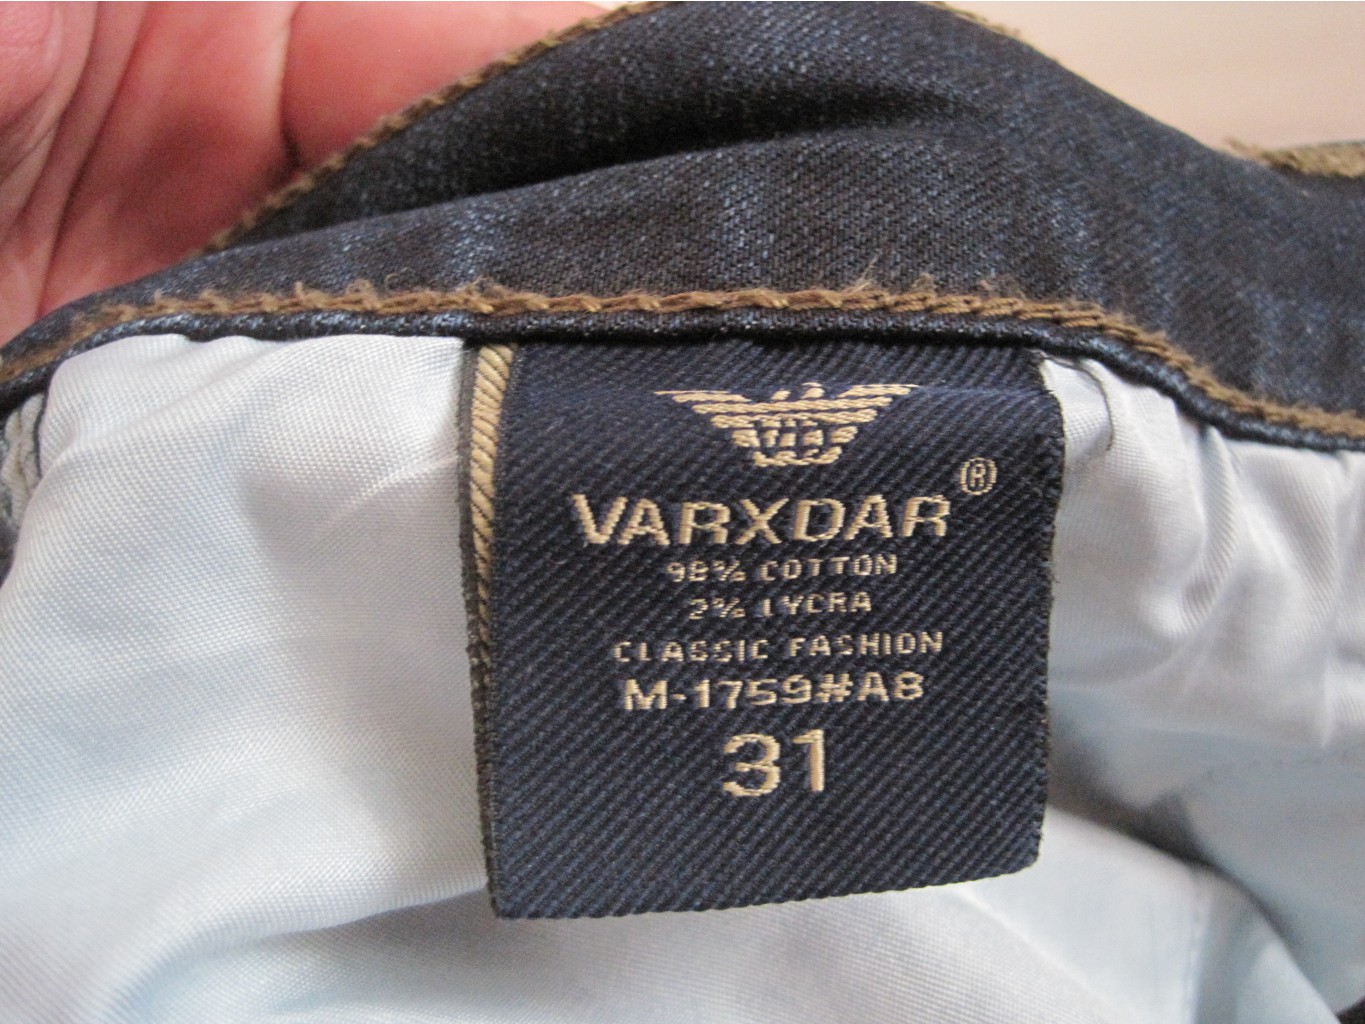 VARXDAR®
98% COTTON
2% LYCRA
CLASSIC FASHION
M-1759#A8
31